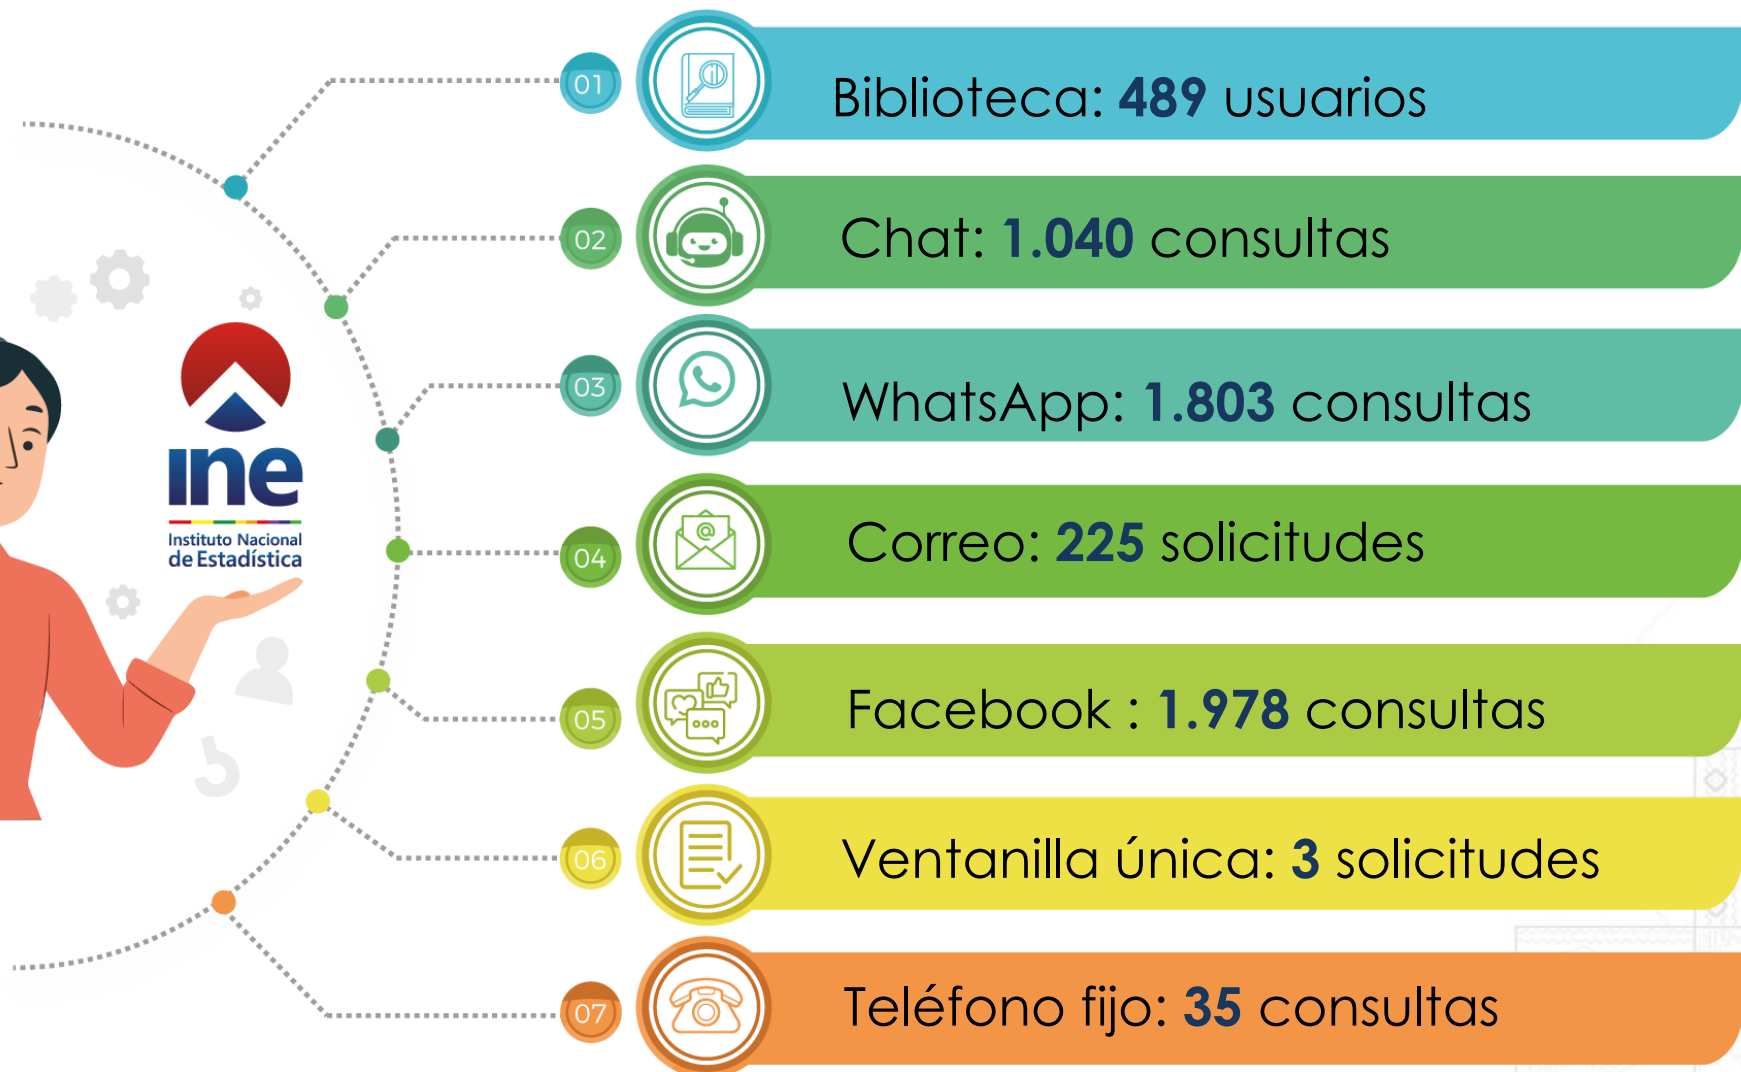 01
Biblioteca: 489 usuarios
02
Chat: 1.040 consultas
03
WhatsApp: 1.803 consultas
ine
Instituto Nacional
de Estadística
04
@
Correo: 225 solicitudes
05
Facebook : 1.978 consultas
06
Ventanilla única: 3 solicitudes
07
Teléfono fijo: 35 consultas